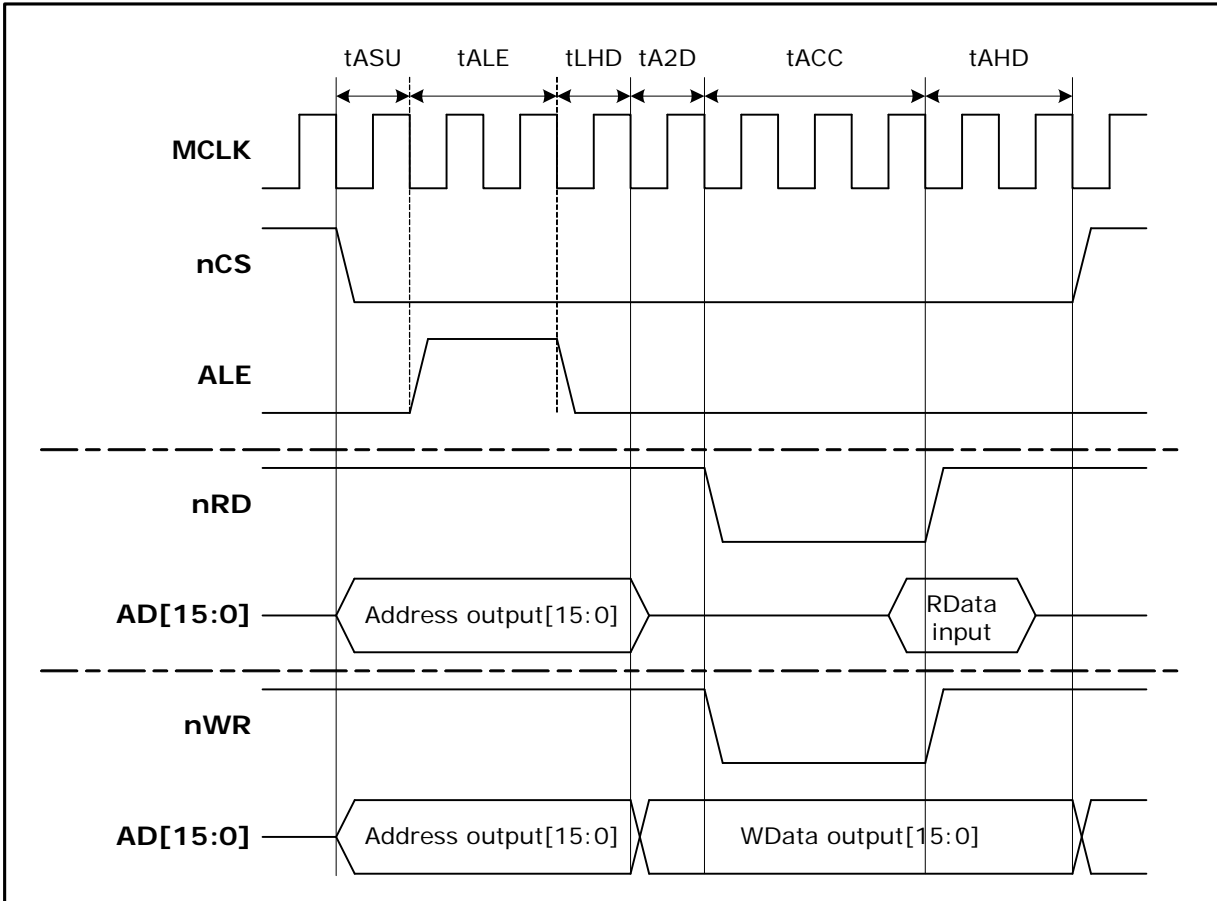 tASU tALE tLHD tA2D tACC tAHD
MCLK
nCS
ALE
nRD
AD[15:0] Address output[15:0] RData
input
nWR
AD[15:0] Address output[15:0] WData output[15:0]